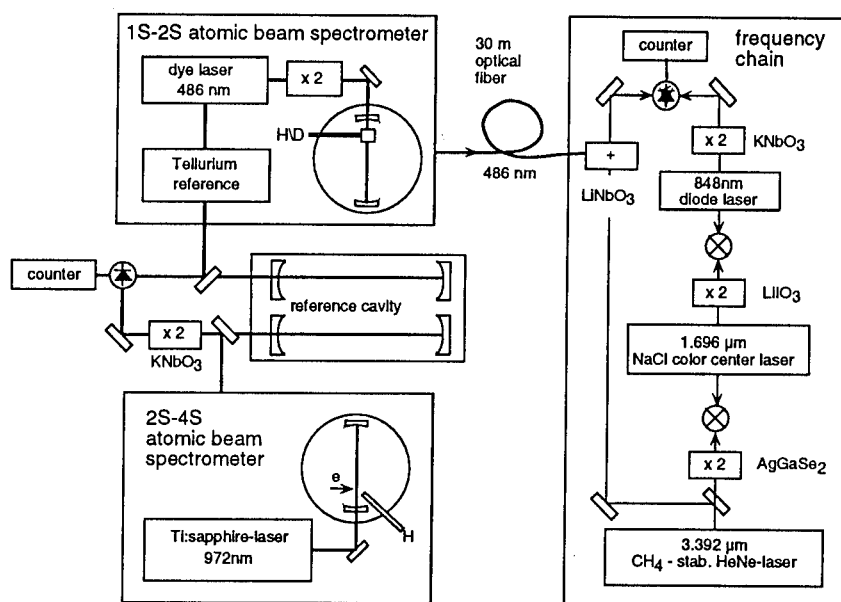 1S-2S atomic beam spectrometer
dye laser
486 nm
x 2
H\D
Tellurium
reference
30 m
optical
fiber
486 nm
frequency
chain
counter
+
LiNbO3
x 2
KNbO3
848nm
diode laser
x 2
LIIO3
1.696 µm
NaCl color center laser
x 2
AgGaSe2
3.392 µm
CH4 - stab. HeNe-laser
counter
x 2
KNbO3
reference cavity
2S-4S
atomic beam
spectrometer
e
H
Ti:sapphire-laser
972nm